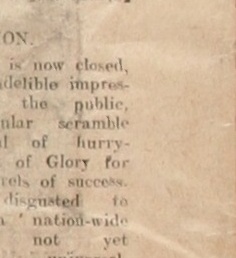 ION.
is now closed,
delible impres-
the public,
ular scramble
of hurry-
of Glory for
rels of success.
disgusted to
nation-wide
not yet